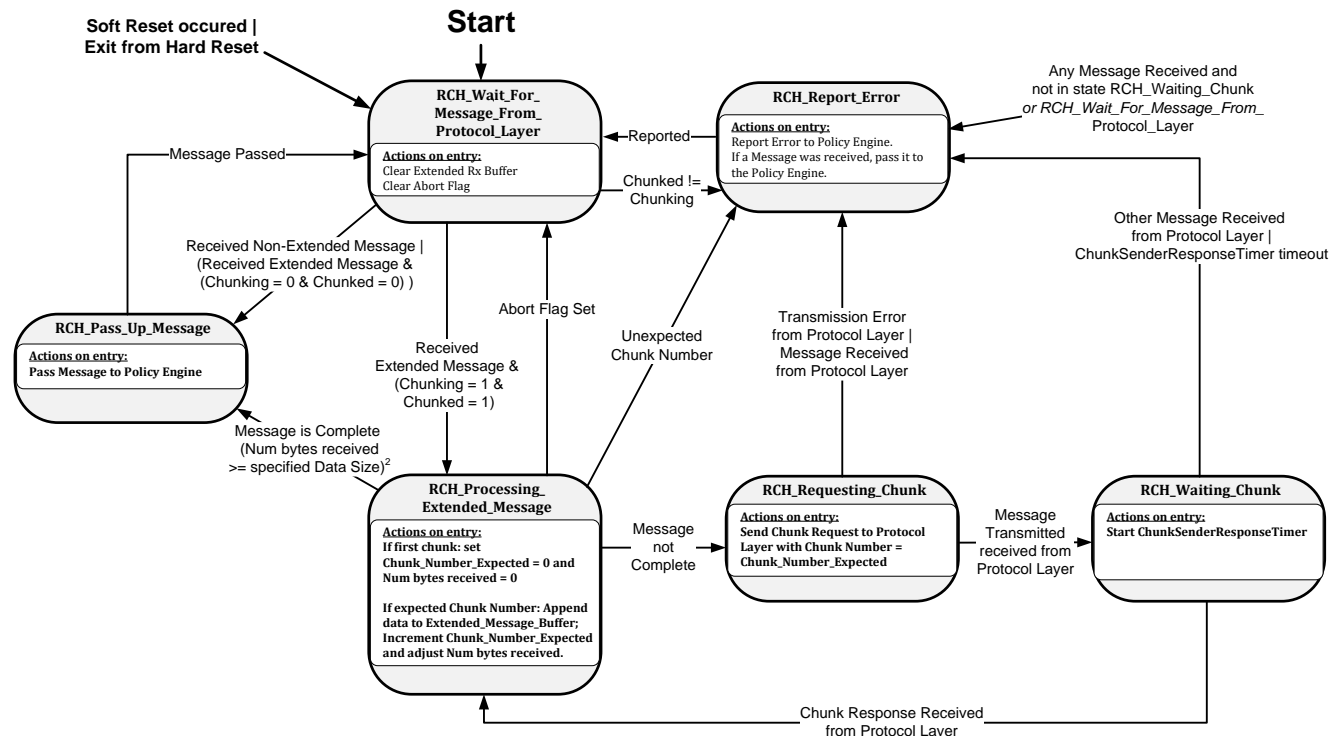 Soft Reset occured |
Exit from Hard Reset
Start
RCH_Wait_For_
Message_From_
Protocol_Layer
Actions on entry:
Clear Extended Rx Buffer
Clear Abort Flag
RCH_Report_Error
Actions on entry:
Report Error to Policy Engine.
If a Message was received, pass it to
the Policy Engine.
Any Message Received and
not in state RCH_Waiting_Chunk
or RCH_Wait_For_Message_From_
Protocol_Layer
Message Passed
Reported
Chunked !=
Chunking
Received Non-Extended Message |
(Received Extended Message &
(Chunking = 0 & Chunked = 0) )
Other Message Received
from Protocol Layer |
ChunkSenderResponseTimer timeout
RCH_Pass_Up_Message
Actions on entry:
Pass Message to Policy Engine
Abort Flag Set
Unexpected
Chunk Number
Transmission Error
from Protocol Layer |
Message Received
from Protocol Layer
Received
Extended Message &
(Chunking = 1 &
Chunked = 1)
Message is Complete
(Num bytes received
>= specified Data Size)2
RCH_Processing_
Extended_Message
Actions on entry:
If first chunk: set
Chunk_Number_Expected = 0 and
Num bytes received = 0
If expected Chunk Number: Append
data to Extended_Message_Buffer;
Increment Chunk_Number_Expected
and adjust Num bytes received.
Message
not
Complete
RCH_Requesting_Chunk
Actions on entry:
Send Chunk Request to Protocol
Layer with Chunk Number =
Chunk_Number_Expected
Message
Transmitted
received from
Protocol Layer
RCH_Waiting_Chunk
Actions on entry:
Start ChunkSenderResponseTimer
Chunk Response Received
from Protocol Layer